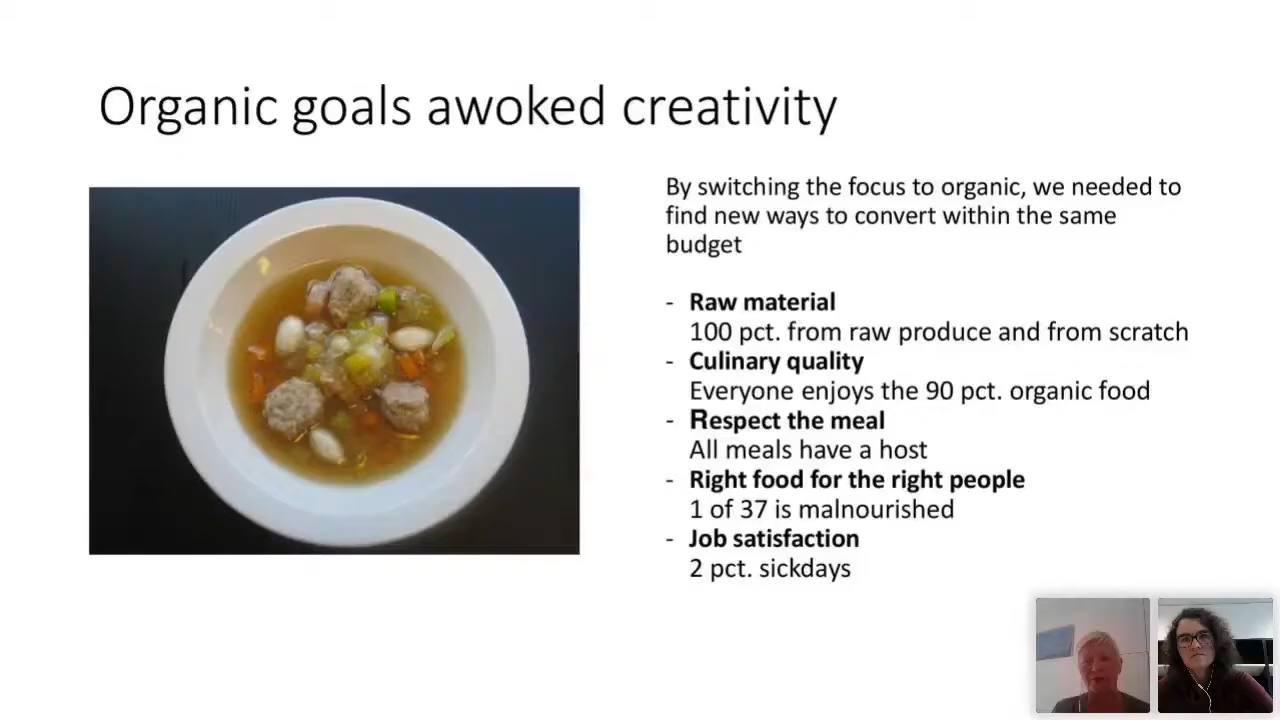 Organic goals awoked creativity
By switching the focus to organic, we needed to
find new ways to convert within the same
budget
- Raw material
100 pct. from raw produce and from scratch
- Culinary quality
Everyone enjoys the 90 pct. organic food
- Respect the meal
All meals have a host
- Right food for the right people
1 of 37 is malnourished
- Job satisfaction
2 pct. sickdays